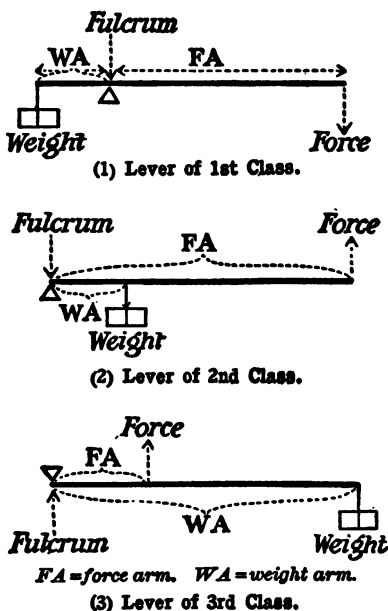 Fulcrum
WA FA
Weight Force
(1) Lever of 1st Class.
Fulcrum Force
FA
WA
Weight
(2) Lever of 2nd Class.
Force
FA
WA
Fulcrum Weight
FA=force arm. WA=weight arm.
(3) Lever of 3rd Class.